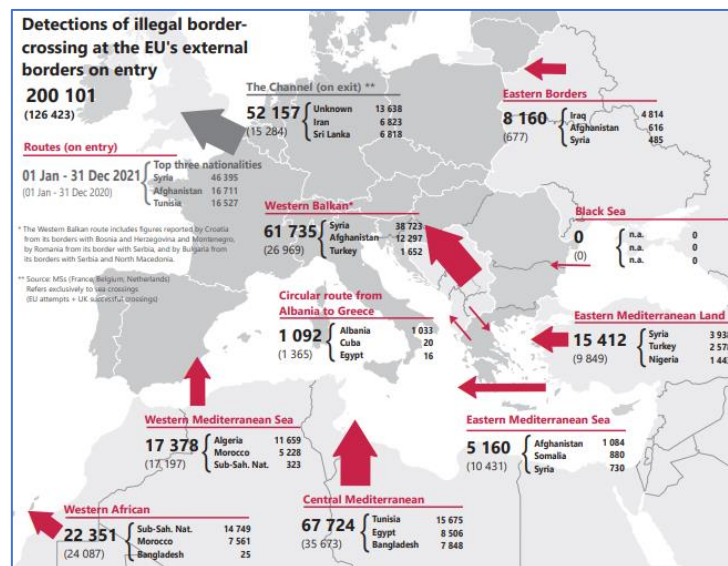 Detections of illegal border-
crossing at the EU's external
borders on entry
200 101
(126 423)
Routes (on entry)
01 Jan - 31 Dec 2021
(01 Jan - 31 Dec 2020)
Top three nationalities
Syria 46 395
Afghanistan 16 711
Tunisia 16 527
* The Western Balkan route includes figures reported by Croatia
from its borders with Bosnia and Herzegovina and Montenegro,
by Romania from its border with Serbia, and by Bulgaria from
its borders with Serbia and North Macedonia.
** Source: MSs (France, Belgium, Netherlands)
Refers exclusively to sea crossings
(EU attempts + UK successful crossings)
The Channel (on exit) **
52 157
(15 284)
Unknown 13 638
Iran 6 823
Sri Lanka 6 818
Eastern Borders
8 160
(677)
Iraq 4 814
Afghanistan 616
Syria 485
Western Balkan*
61 735
(26 969)
Syria 38 723
Afghanistan 12 297
Turkey 1 652
Black Sea
0
(0)
n.a. 0
n.a. 0
n.a. 0
Circular route from
Albania to Greece
1 092
(1 365)
Albania 1 033
Cuba 20
Egypt 16
Eastern Mediterranean Land
15 412
(9 849)
Syria 3 938
Turkey 2 578
Nigeria 1 44
Western Mediterranean Sea
17 378
(17 197)
Algeria 11 659
Morocco 5 228
Sub-Sah. Nat. 323
Eastern Mediterranean Sea
5 160
(10 431)
Afghanistan 1 084
Somalia 880
Syria 730
Western African
22 351
(24 087)
Sub-Sah. Nat. 14 749
Morocco 7 561
Bangladesh 25
Central Mediterranean
67 724
(35 673)
Tunisia 15 675
Egypt 8 506
Bangladesh 7 848